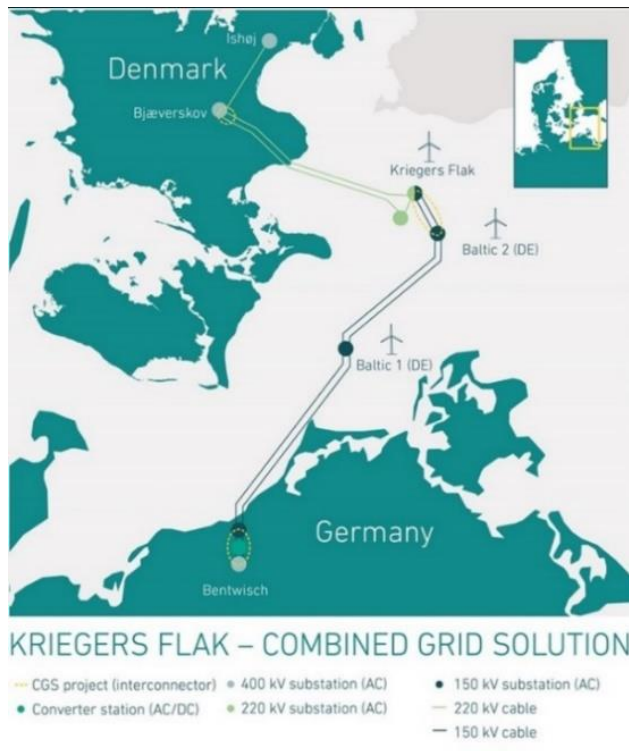 Ishøj
Denmark
Bjæverskov
Kriegers Flak
Baltic 2 (DE)
Baltic 1 (DE)
Germany
Bentwisch
KRIEGERS FLAK – COMBINED GRID SOLUTION
CGS project (interconnector)
400 kV substation (AC)
150 kV substation (AC)
Converter station (AC/DC)
220 kV substation (AC)
220 kV cable
150 kV cable